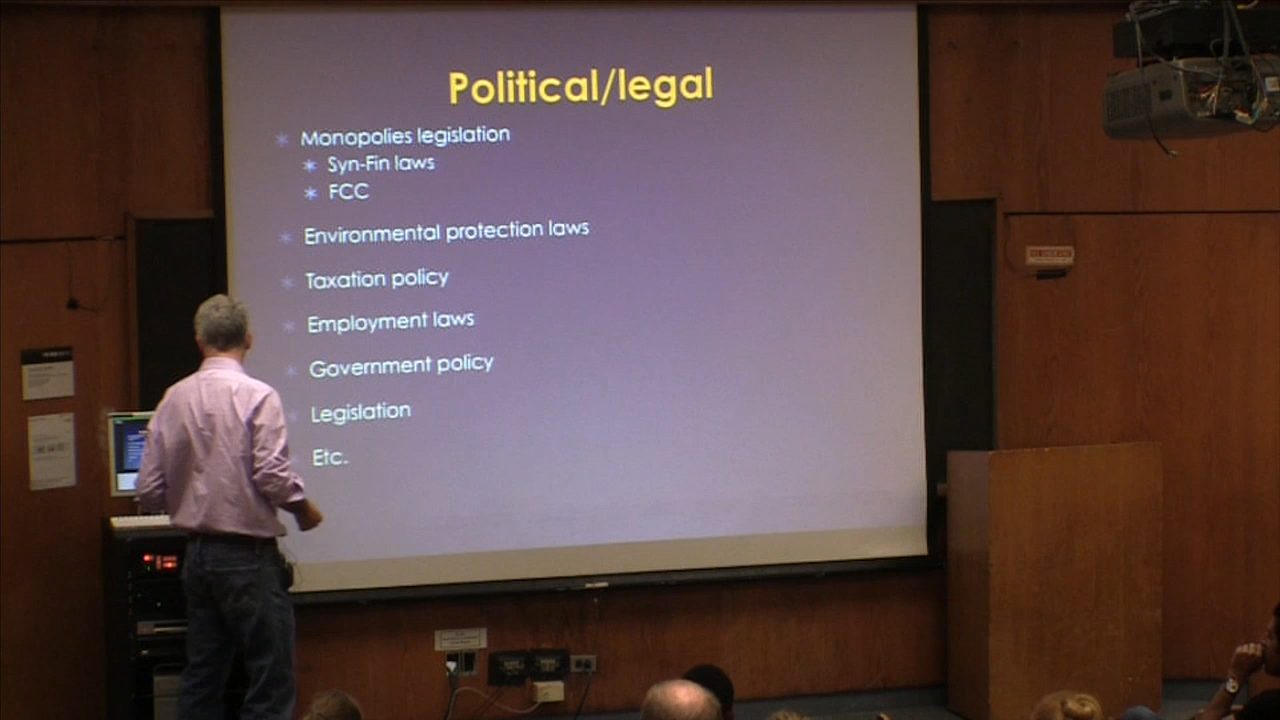 Political/legal
* Monopolies legislation
* Syn-Fin laws
* FCC
* Environmental protection laws
* Taxation policy
* Employment laws
* Government policy
Legislation
Etc.